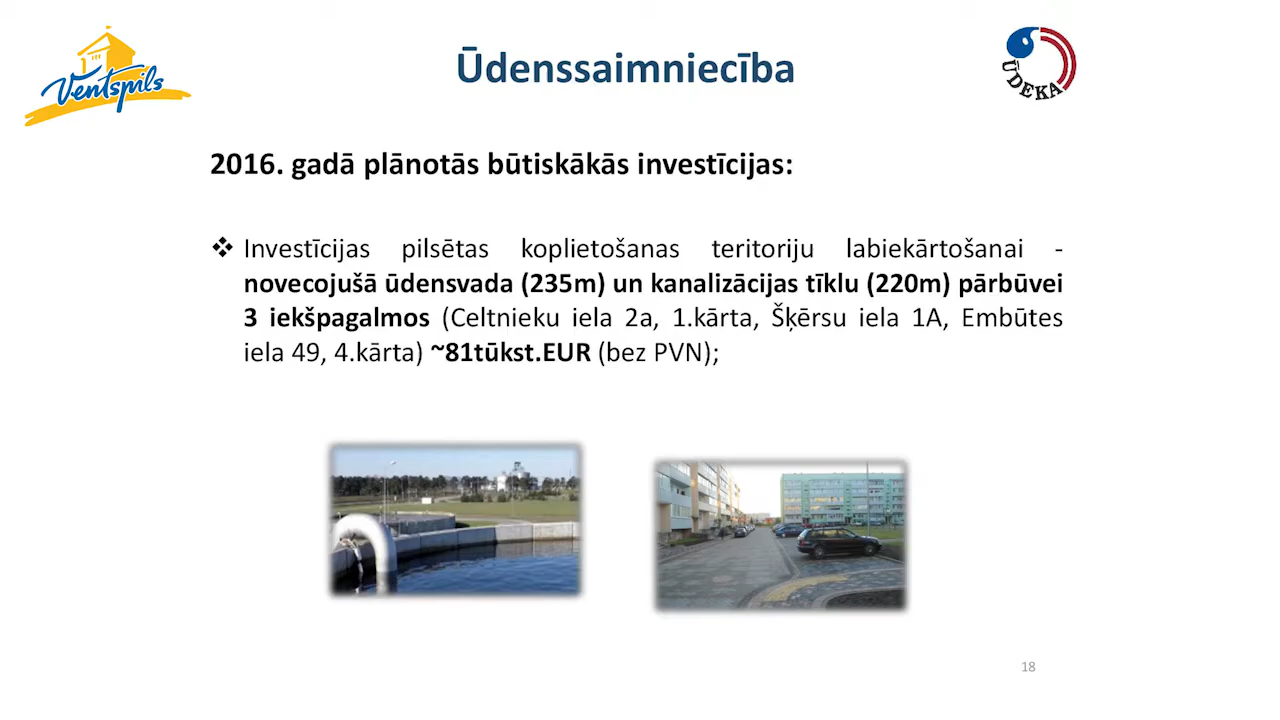 Ventspils
Ūdenssaimniecība
ŪDEKA
2016. gadā plānotās būtiskākās investīcijas:
❖ Investīcijas pilsētas koplietošanas teritoriju labiekārtošanai -
novecojušā ūdensvada (235m) un kanalizācijas tīklu (220m) pārbūvei
3 iekšpagalmos (Celtnieku iela 2a, 1.kārta, Šķērsu iela 1A, Embūtes
iela 49, 4.kārta) ~81tūkst.EUR (bez PVN);
18